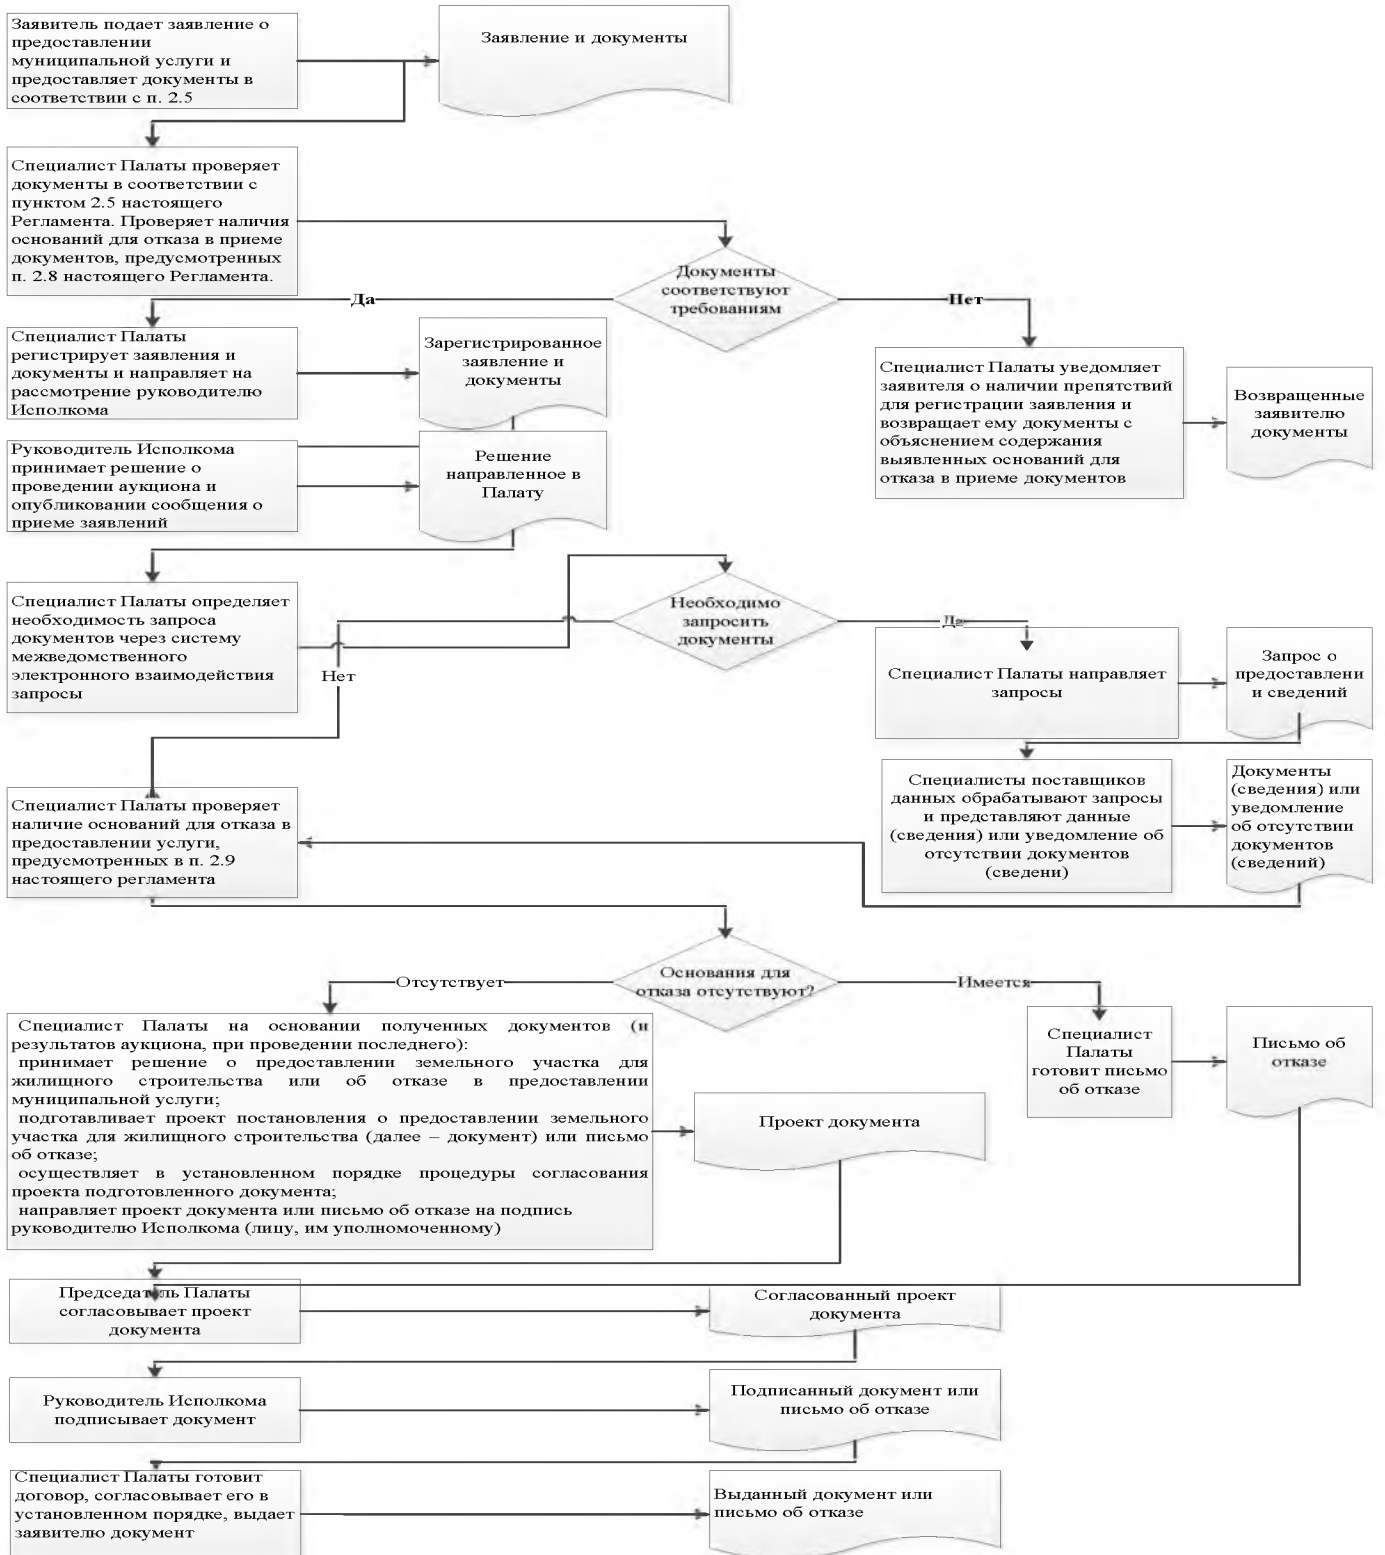 Заявитель подает заявление о
предоставлении
муниципальной услуги и
предоставляет документы в
соответствии с п. 2.5
Заявление и документы
Специалист Палаты проверяет
документы в соответствии с
пунктом 2.5 настоящего
Регламента. Проверяет наличия
оснований для отказа в приеме
документов, предусмотренных
п. 2.8 настоящего Регламента.
Документы
соответствуют
требованиям
Да
Нет
Специалист Палаты
регистрирует заявления и
документы и направляет на
рассмотрение руководителю
Исполкома
Зарегистрированное
заявление и
документы
Специалист Палаты уведомляет
заявителя о наличии препятствий
для регистрации заявления и
возвращает ему документы с
объяснением содержания
выявленных оснований для
отказа в приеме документов
Возвращенные
заявителю
документы
Руководитель Исполкома
принимает решение о
проведении аукциона и
опубликовании сообщения о
приеме заявлений
Решение
направленное в
Палату
Специалист Палаты определяет
необходимость запроса
документов через систему
межведомственного
электронного взаимодействия
запросы
Необходимо
запросить
документы
Да
Нет
Специалист Палаты направляет
запросы
Запрос о
предоставлени
и сведений
Специалисты поставщиков
данных обрабатывают запросы
и представляют данные
(сведения) или уведомление об
отсутствии документов
(сведени)
Документы
(сведения) или
уведомление
об отсутствии
документов
(сведений)
Специалист Палаты проверяет
наличие оснований для отказа в
предоставлении услуги,
предусмотренных в п. 2.9
настоящего регламента
Основания для
отказа отсутствуют?
Отсутствует
Имеется
Специалист Палаты на основании полученных документов (и
результатов аукциона, при проведении последнего):
принимает решение о предоставлении земельного участка для
жилищного строительства или об отказе в предоставлении
муниципальной услуги;
подготавливает проект постановления о предоставлении земельного
участка для жилищного строительства (далее – документ) или письмо
об отказе;
осуществляет в установленном порядке процедуры согласования
проекта подготовленного документа;
направляет проект документа или письмо об отказе на подпись
руководителю Исполкома (лицу, им уполномоченному)
Проект документа
Специалист
Палаты
готовит письмо
об отказе
Письмо об
отказе
Председатель Палаты
согласовывает проект
документа
Согласованный проект
документа
Руководитель Исполкома
подписывает документ
Подписанный документ или
письмо об отказе
Специалист Палаты готовит
договор, согласовывает его в
установленном порядке, выдает
заявителю документ
Выданный документ или
письмо об отказе